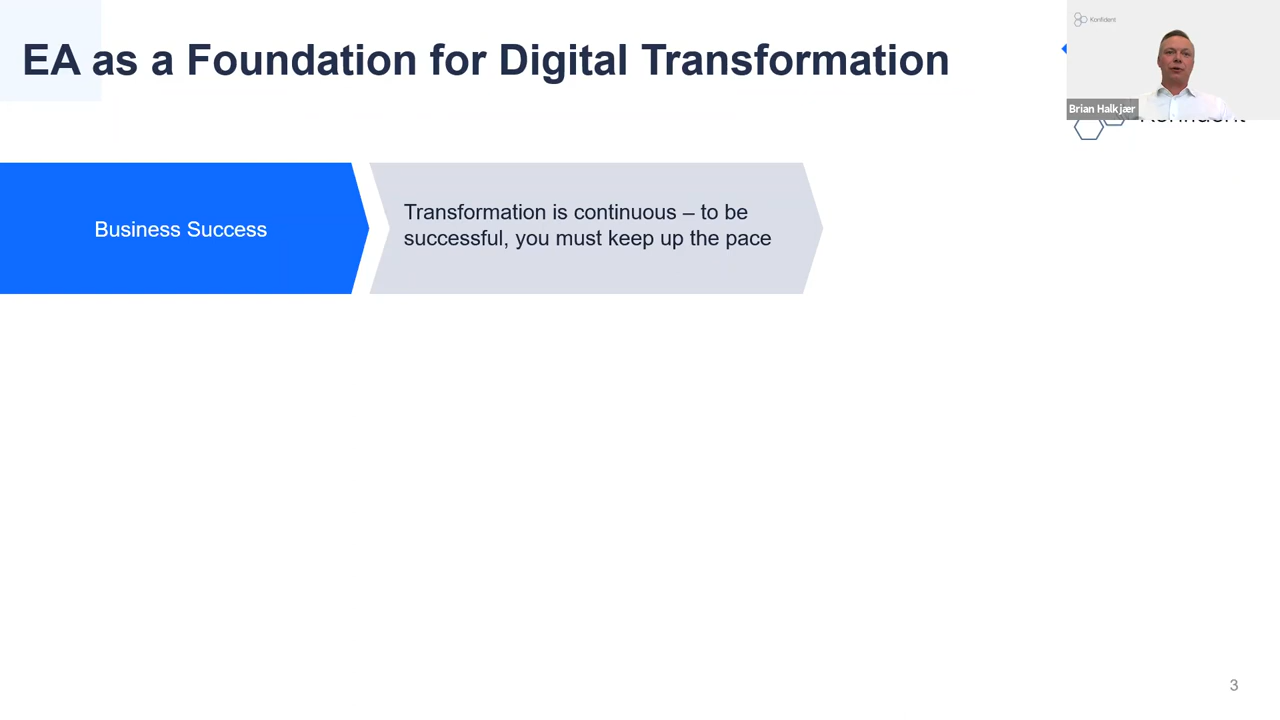 EA as a Foundation for Digital Transformation
Konfident
Brian Halkjær
Konfident
Business Success
Transformation is continuous – to be
successful, you must keep up the pace
3